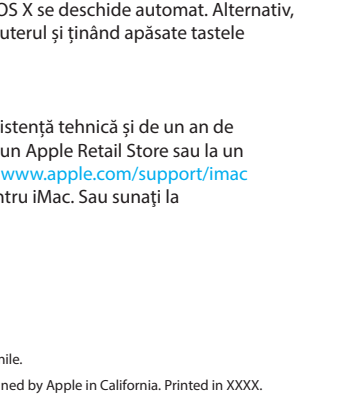 OS X se deschide automat. Alternativ,
uterul și ținând apăsate tastele
istență tehnică și de un an de
un Apple Retail Store sau la un
www.apple.com/support/imac
ntru iMac. Sau sunaţi la
nile.
ned by Apple in California. Printed in XXXX.